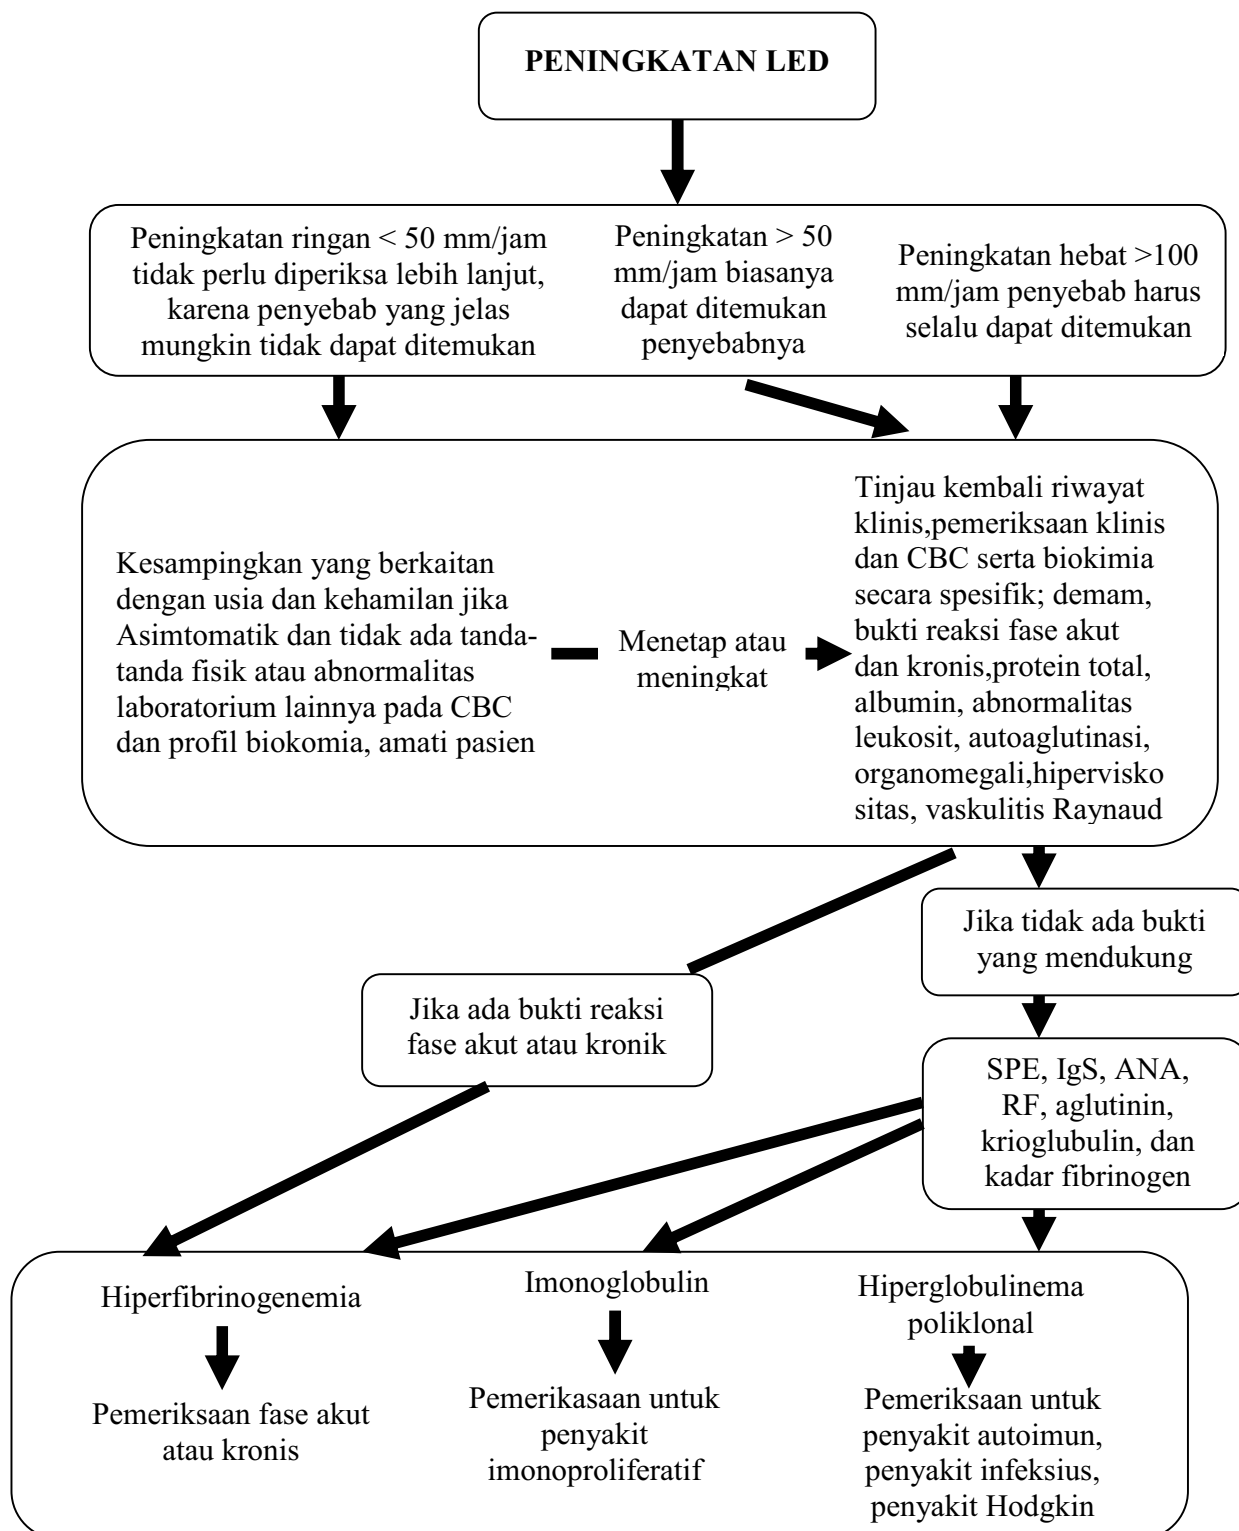 PENINGKATAN LED
Peningkatan ringan < 50 mm/jam
tidak perlu diperiksa lebih lanjut,
karena penyebab yang jelas
mungkin tidak dapat ditemukan
Peningkatan > 50
mm/jam biasanya
dapat ditemukan
penyebabnya
Peningkatan hebat >100
mm/jam penyebab harus
selalu dapat ditemukan
Kesampingkan yang berkaitan
dengan usia dan kehamilan jika
Asimtomatik dan tidak ada tanda-
tanda fisik atau abnormalitas
laboratorium lainnya pada CBC
dan profil biokomia, amati pasien
Menetap atau
meningkat
Tinjau kembali riwayat
klinis,pemeriksaan klinis
dan CBC serta biokimia
secara spesifik; demam,
bukti reaksi fase akut
dan kronis,protein total,
albumin, abnormalitas
leukosit, autoaglutinasi,
organomegali,hipervisko
sitas, vaskulitis Raynaud
Jika tidak ada bukti
yang mendukung
Jika ada bukti reaksi
fase akut atau kronik
SPE, IgS, ANA,
RF, aglutinin,
krioglubulin, dan
kadar fibrinogen
Hiperfibrinogenemia
Pemeriksaan fase akut
atau kronis
Imonoglobulin
Pemerikasaan untuk
penyakit
imonoproliferatif
Hiperglobulinema
poliklonal
Pemeriksaan untuk
penyakit autoimun,
penyakit infeksius,
penyakit Hodgkin